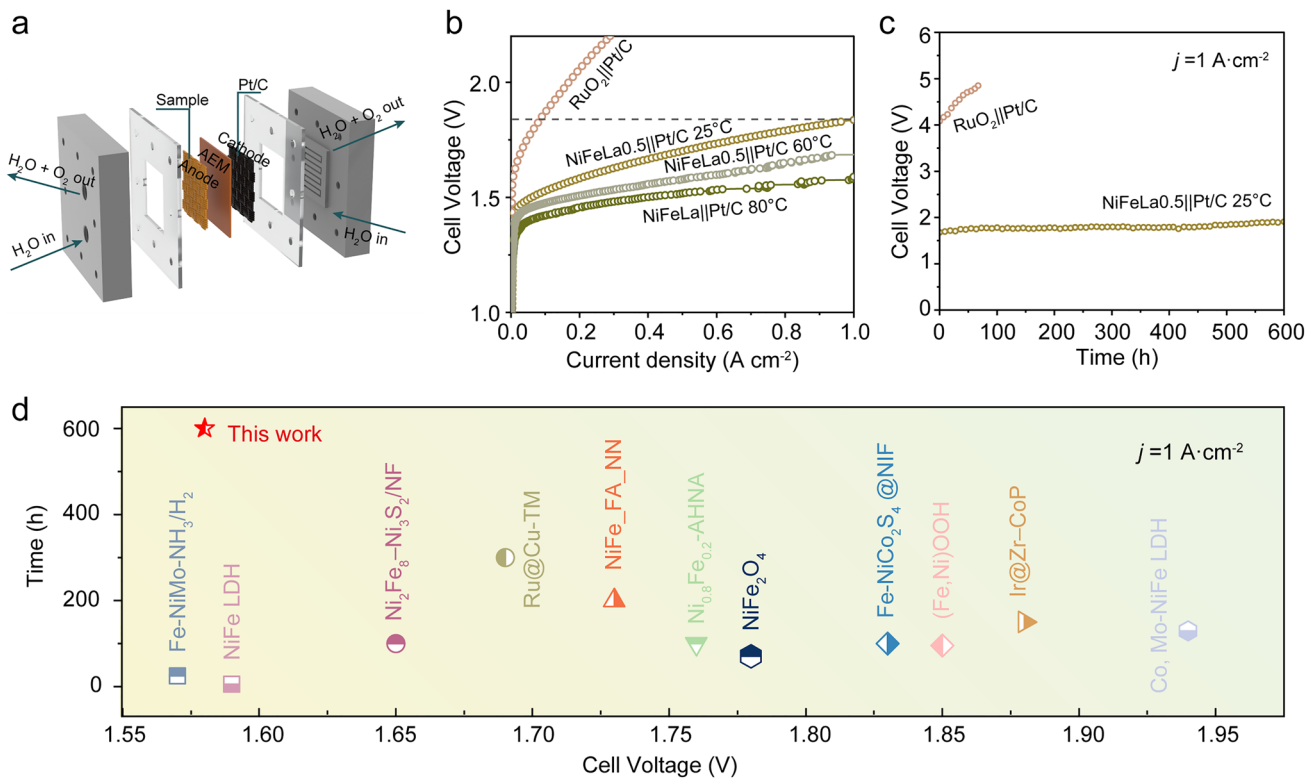 a
Sample
Pt/C
H₂O + O₂ out
H₂O in
Anode
AEM
Cathode
H₂O + O₂ out
H₂O in
b
Cell Voltage (V)
2.0
1.5
1.0
RuO₂||Pt/C
NiFeLa0.5||Pt/C 25°C
NiFeLa0.5||Pt/C 60°C
NiFeLa||Pt/C 80°C
0.0 0.2 0.4 0.6 0.8 1.0
Current density (A cm⁻²)
c
Cell Voltage (V)
6
5
4
3
2
1
0
j =1 A·cm⁻²
RuO₂||Pt/C
NiFeLa0.5||Pt/C 25°C
0 100 200 300 400 500 600
Time (h)
d
Time (h)
600
400
200
0
This work
j =1 A·cm⁻²
Fe-NiMo-NH₃/H₂
NiFe LDH
Ni₂Fe₈–Ni₃S₂/NF
Ru@Cu-TM
NiFe_FA_NN
Ni₀.₈Fe₀.₂-AHNA
NiFe₂O₄
Fe-NiCo₂S₄ @NIF
(Fe,Ni)OOH
Ir@Zr–CoP
Co, Mo-NiFe LDH
1.55 1.60 1.65 1.70 1.75 1.80 1.85 1.90 1.95
Cell Voltage (V)